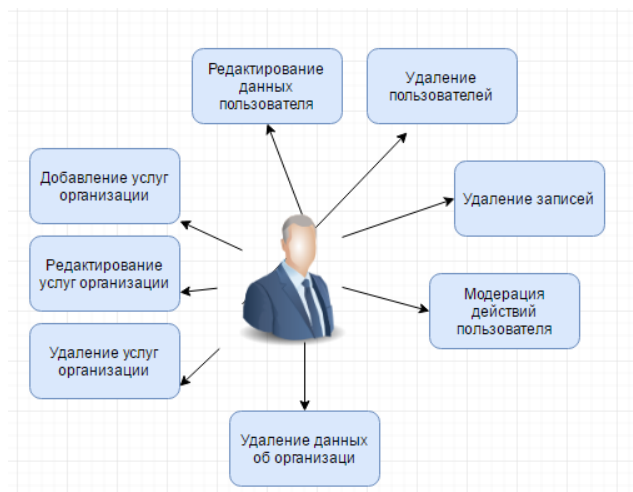 Редактирование
данных
пользователя
Удаление
пользователей
Добавление услуг
организации
Удаление записей
Редактирование
услуг организации
Модерация
действий
пользователя
Удаление услуг
организации
Удаление данных
об организаци